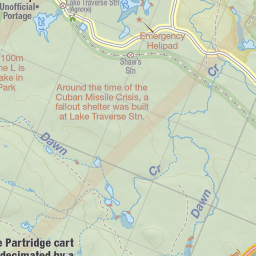 Unofficial
Portage
Lake Traverse Stn.
(Agnone)
Emergency
Helipad
100m
e L is
ake in
Park
Shaw's
Stn
Cr
Around the time of the
Cuban Missile Crisis, a
fallout shelter was built
at Lake Traverse Stn.
Dawn
Cr
Dawn
e Partridge cart
decimated by a